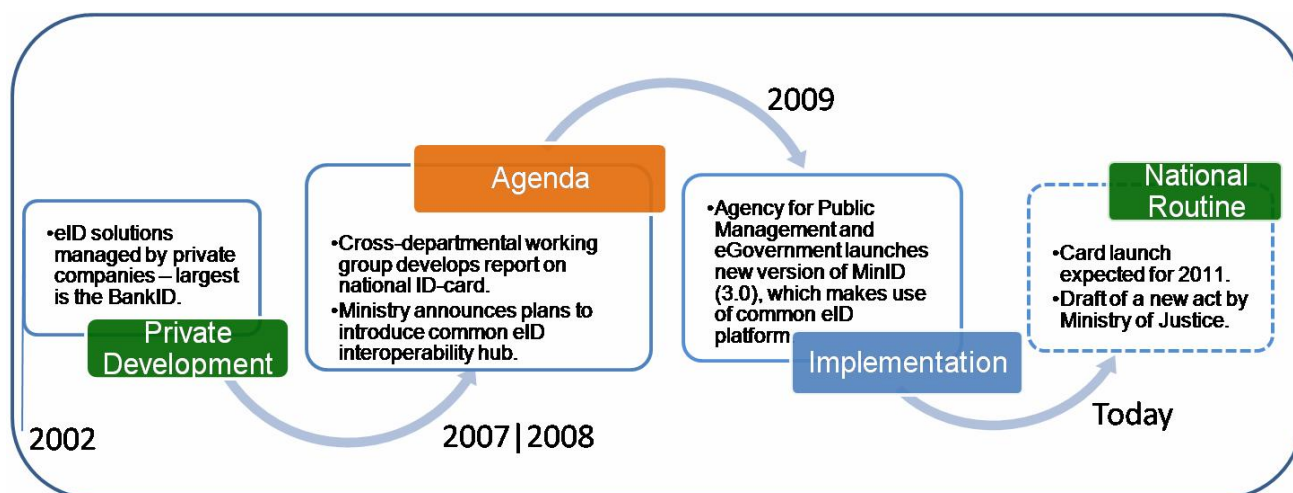 2002
•eID solutions
managed by private
companies – largest
is the BankID.
Private
Development
2007|2008
Agenda
•Cross-departmental working
group develops report on
national ID-card.
•Ministry announces plans to
introduce common eID
interoperability hub.
2009
•Agency for Public
Management and
eGovernment launches
new version of MinID
(3.0), which makes use
of common eID
platform
Implementation
Today
National
Routine
•Card launch
expected for 2011.
•Draft of a new act by
Ministry of Justice.